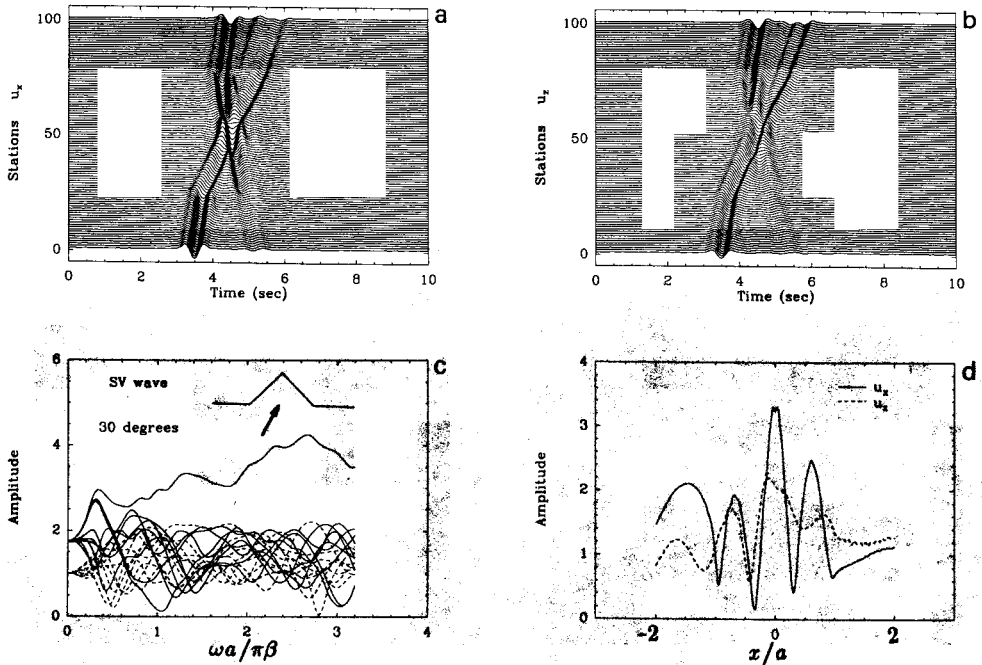 a
100
50
0
Stations u_x
0 2 4 6 8 10
Time (sec)
b
100
50
0
Stations u_z
0 2 4 6 8 10
Time (sec)
c
6
4
2
0
Amplitude
SV wave
30 degrees
0 1 2 3 4
ωa/πβ
d
4
3
2
1
0
Amplitude
u_x
u_z
-2 0 2
x/a